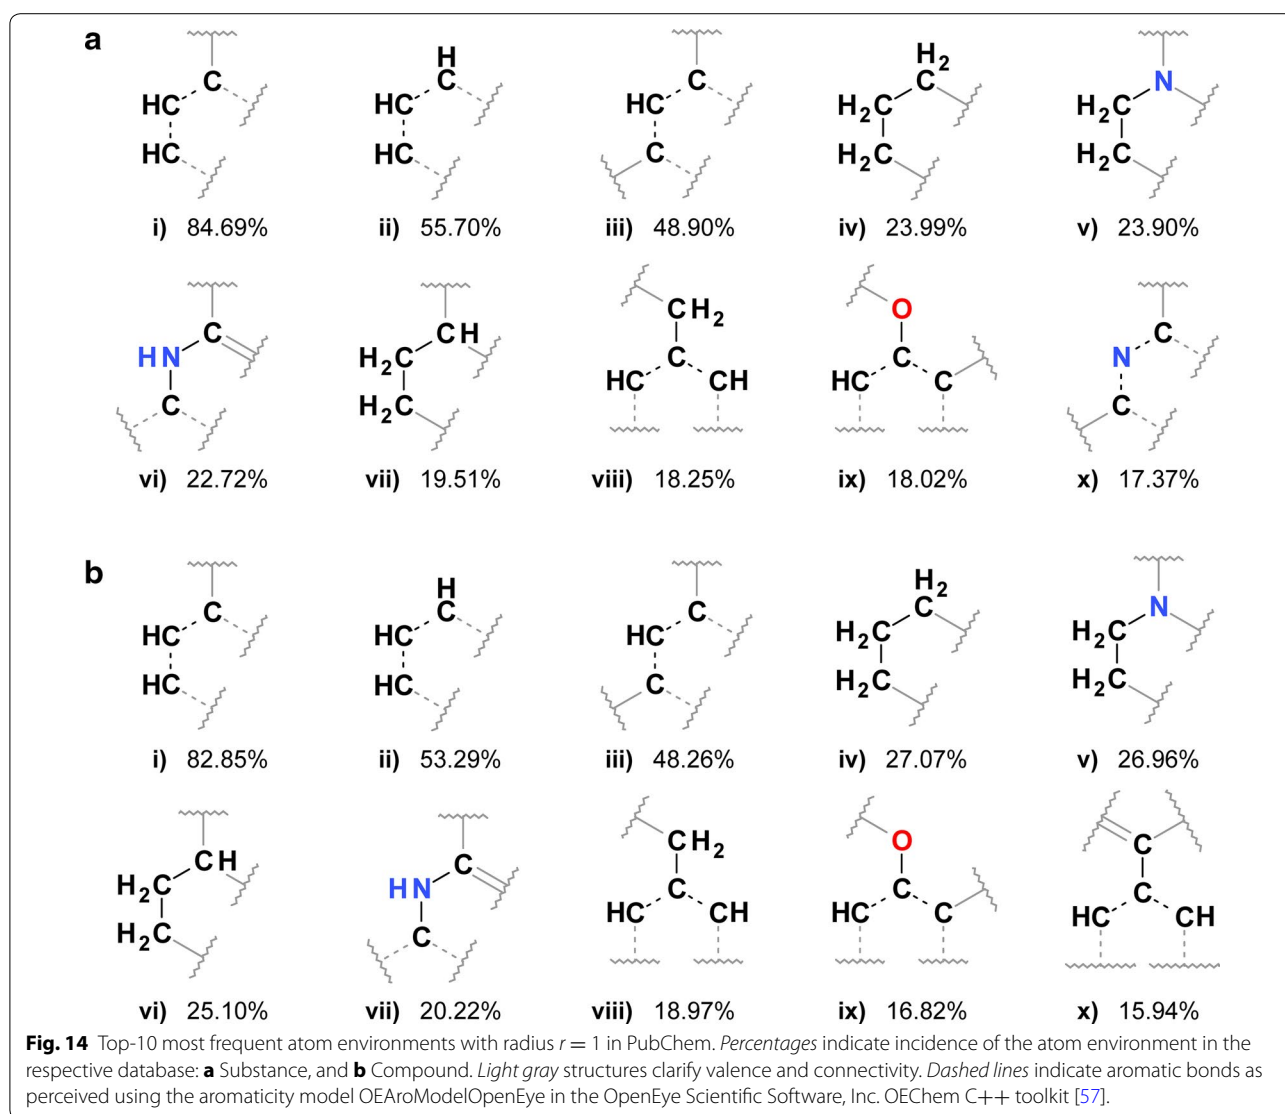 a
C HC HC
H C HC HC
C HC C
H2 C H2C H2C
N H2C H2C
i) 84.69% ii) 55.70% iii) 48.90% iv) 23.99% v) 23.90%
C HN C
CH H2C H2C
CH2 C HC CH
O C HC C
C N C
vi) 22.72% vii) 19.51% viii) 18.25% ix) 18.02% x) 17.37%
b
C HC HC
H C HC HC
C HC C
H2 C H2C H2C
N H2C H2C
i) 82.85% ii) 53.29% iii) 48.26% iv) 27.07% v) 26.96%
CH H2C H2C
C HN C
CH2 C HC CH
O C HC C
C C HC CH
vi) 25.10% vii) 20.22% viii) 18.97% ix) 16.82% x) 15.94%
Fig. 14 Top-10 most frequent atom environments with radius r = 1 in PubChem. Percentages indicate incidence of the atom environment in the
respective database: a Substance, and b Compound. Light gray structures clarify valence and connectivity. Dashed lines indicate aromatic bonds as
perceived using the aromaticity model OEAroModelOpenEye in the OpenEye Scientific Software, Inc. OEChem C++ toolkit [57].